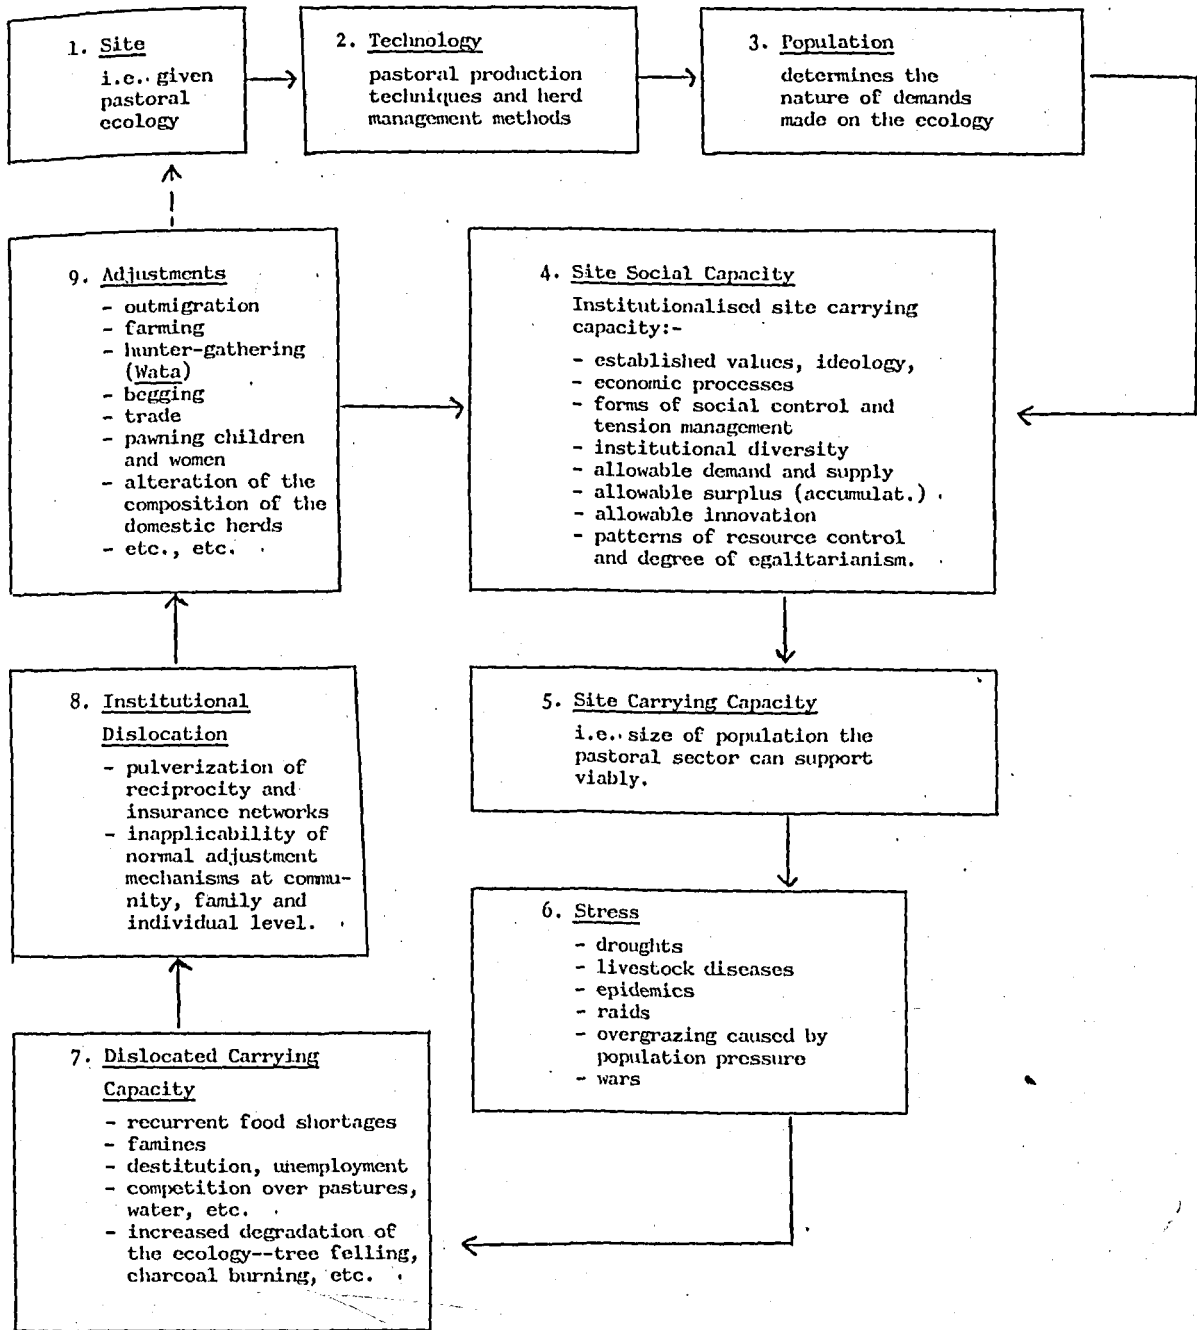 1. Site
i.e. given
pastoral
ecology
2. Technology
pastoral production
techniques and herd
management methods
3. Population
determines the
nature of demands
made on the ecology
4. Site Social Capacity
Institutionalised site carrying
capacity:-
- established values, ideology,
- economic processes
- forms of social control and
tension management
- institutional diversity
- allowable demand and supply
- allowable surplus (accumulat.)
- allowable innovation
- patterns of resource control
and degree of egalitarianism.
5. Site Carrying Capacity
i.e. size of population the
pastoral sector can support
viably.
6. Stress
- droughts
- livestock diseases
- epidemics
- raids
- overgrazing caused by
population pressure
- wars
7. Dislocated Carrying
Capacity
- recurrent food shortages
- famines
- destitution, unemployment
- competition over pastures,
water, etc.
- increased degradation of
the ecology--tree felling,
charcoal burning, etc.
8. Institutional
Dislocation
- pulverization of
reciprocity and
insurance networks
- inapplicability of
normal adjustment
mechanisms at commu-
nity, family and
individual level.
9. Adjustments
- outmigration
- farming
- hunter-gathering
(Wata)
- begging
- trade
- pawning children
and women
- alteration of the
composition of the
domestic herds
- etc., etc.